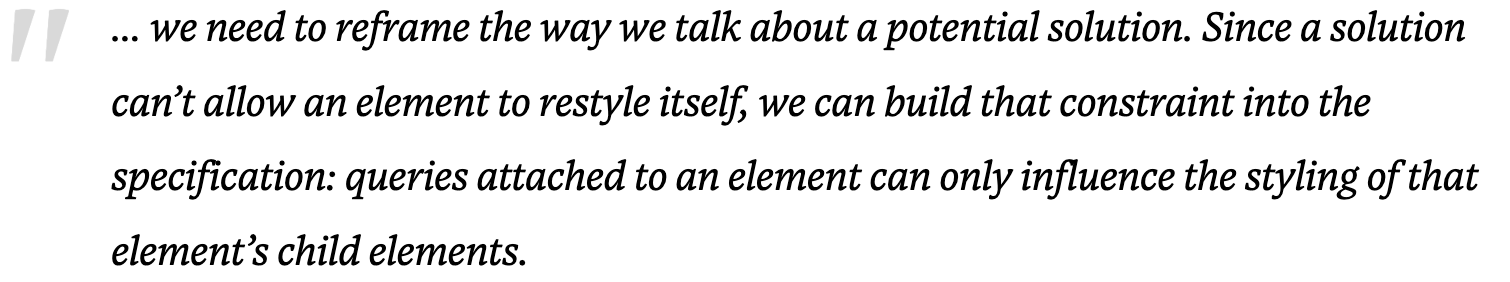 … we need to reframe the way we talk about a potential solution. Since a solution
can’t allow an element to restyle itself, we can build that constraint into the
specification: queries attached to an element can only influence the styling of that
element’s child elements.